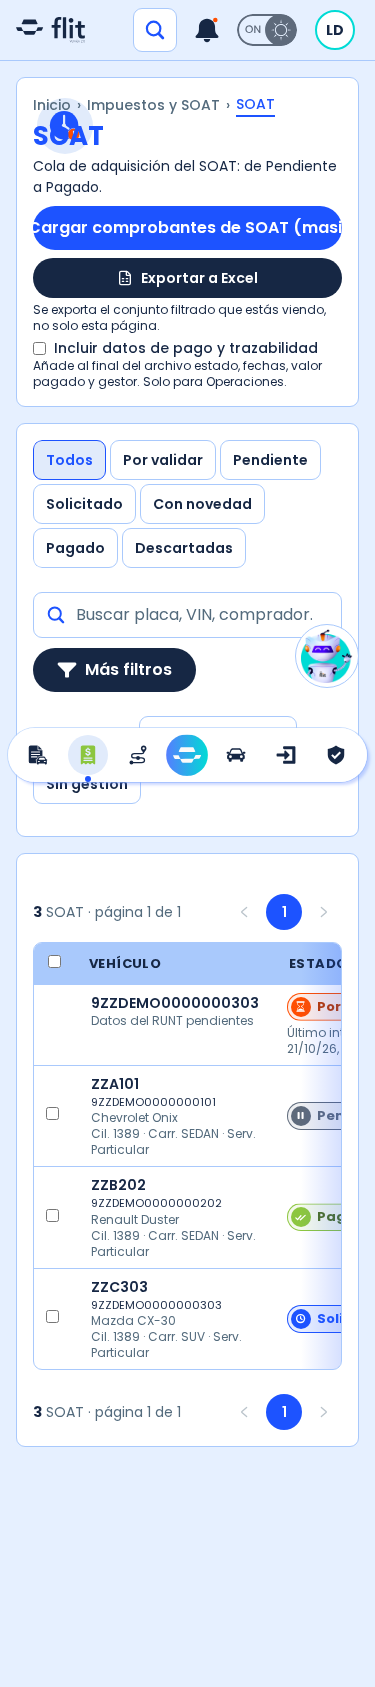 flit
ON
LD
Inicio › Impuestos y SOAT › SOAT
SOAT
Cola de adquisición del SOAT: de Pendiente
a Pagado.
Cargar comprobantes de SOAT (masi
Exportar a Excel
Se exporta el conjunto filtrado que estás viendo,
no solo esta página.
Incluir datos de pago y trazabilidad
Añade al final del archivo estado, fechas, valor
pagado y gestor. Solo para Operaciones.
Todos
Por validar
Pendiente
Solicitado
Con novedad
Pagado
Descartadas
Buscar placa, VIN, comprador.
Más filtros
Sin gestión
3 SOAT · página 1 de 1
1
VEHÍCULO
ESTADO
9ZZDEMO0000000303
Datos del RUNT pendientes
Por
Último in
21/10/26,
ZZA101
9ZZDEMO0000000101
Chevrolet Onix
Cil. 1389 · Carr. SEDAN · Serv.
Particular
Pen
ZZB202
9ZZDEMO0000000202
Renault Duster
Cil. 1389 · Carr. SEDAN · Serv.
Particular
Pag
ZZC303
9ZZDEMO0000000303
Mazda CX-30
Cil. 1389 · Carr. SUV · Serv.
Particular
Soli
3 SOAT · página 1 de 1
1